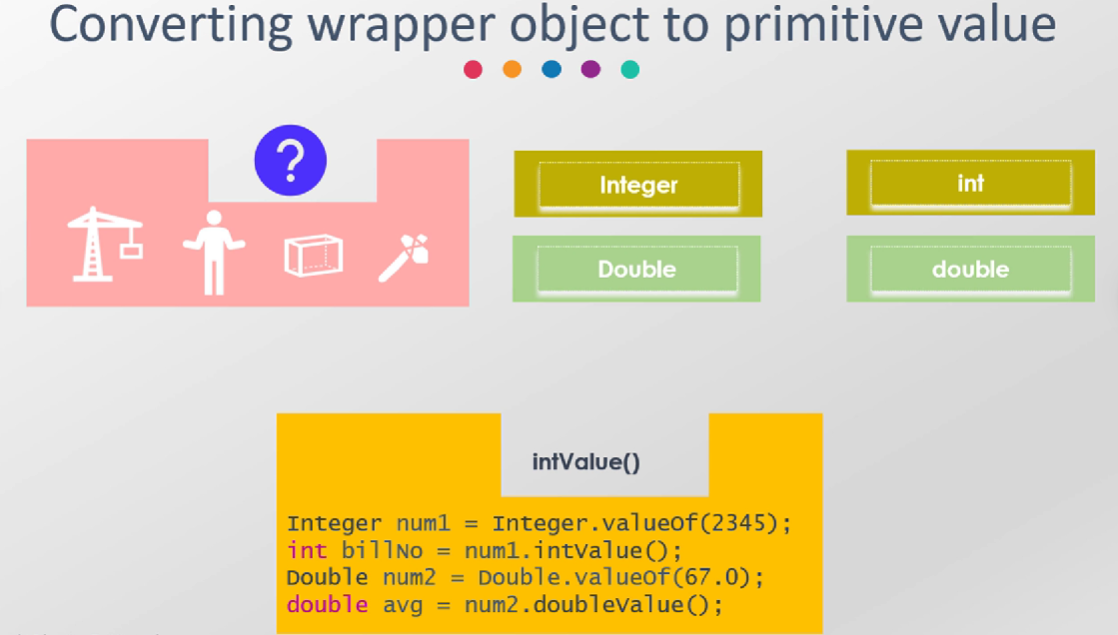 Converting wrapper object to primitive value
?
Integer
int
Double
double
intValue()
Integer num1 = Integer.valueOf(2345);
int billNo = num1.intValue();
Double num2 = Double.valueOf(67.0);
double avg = num2.doubleValue();